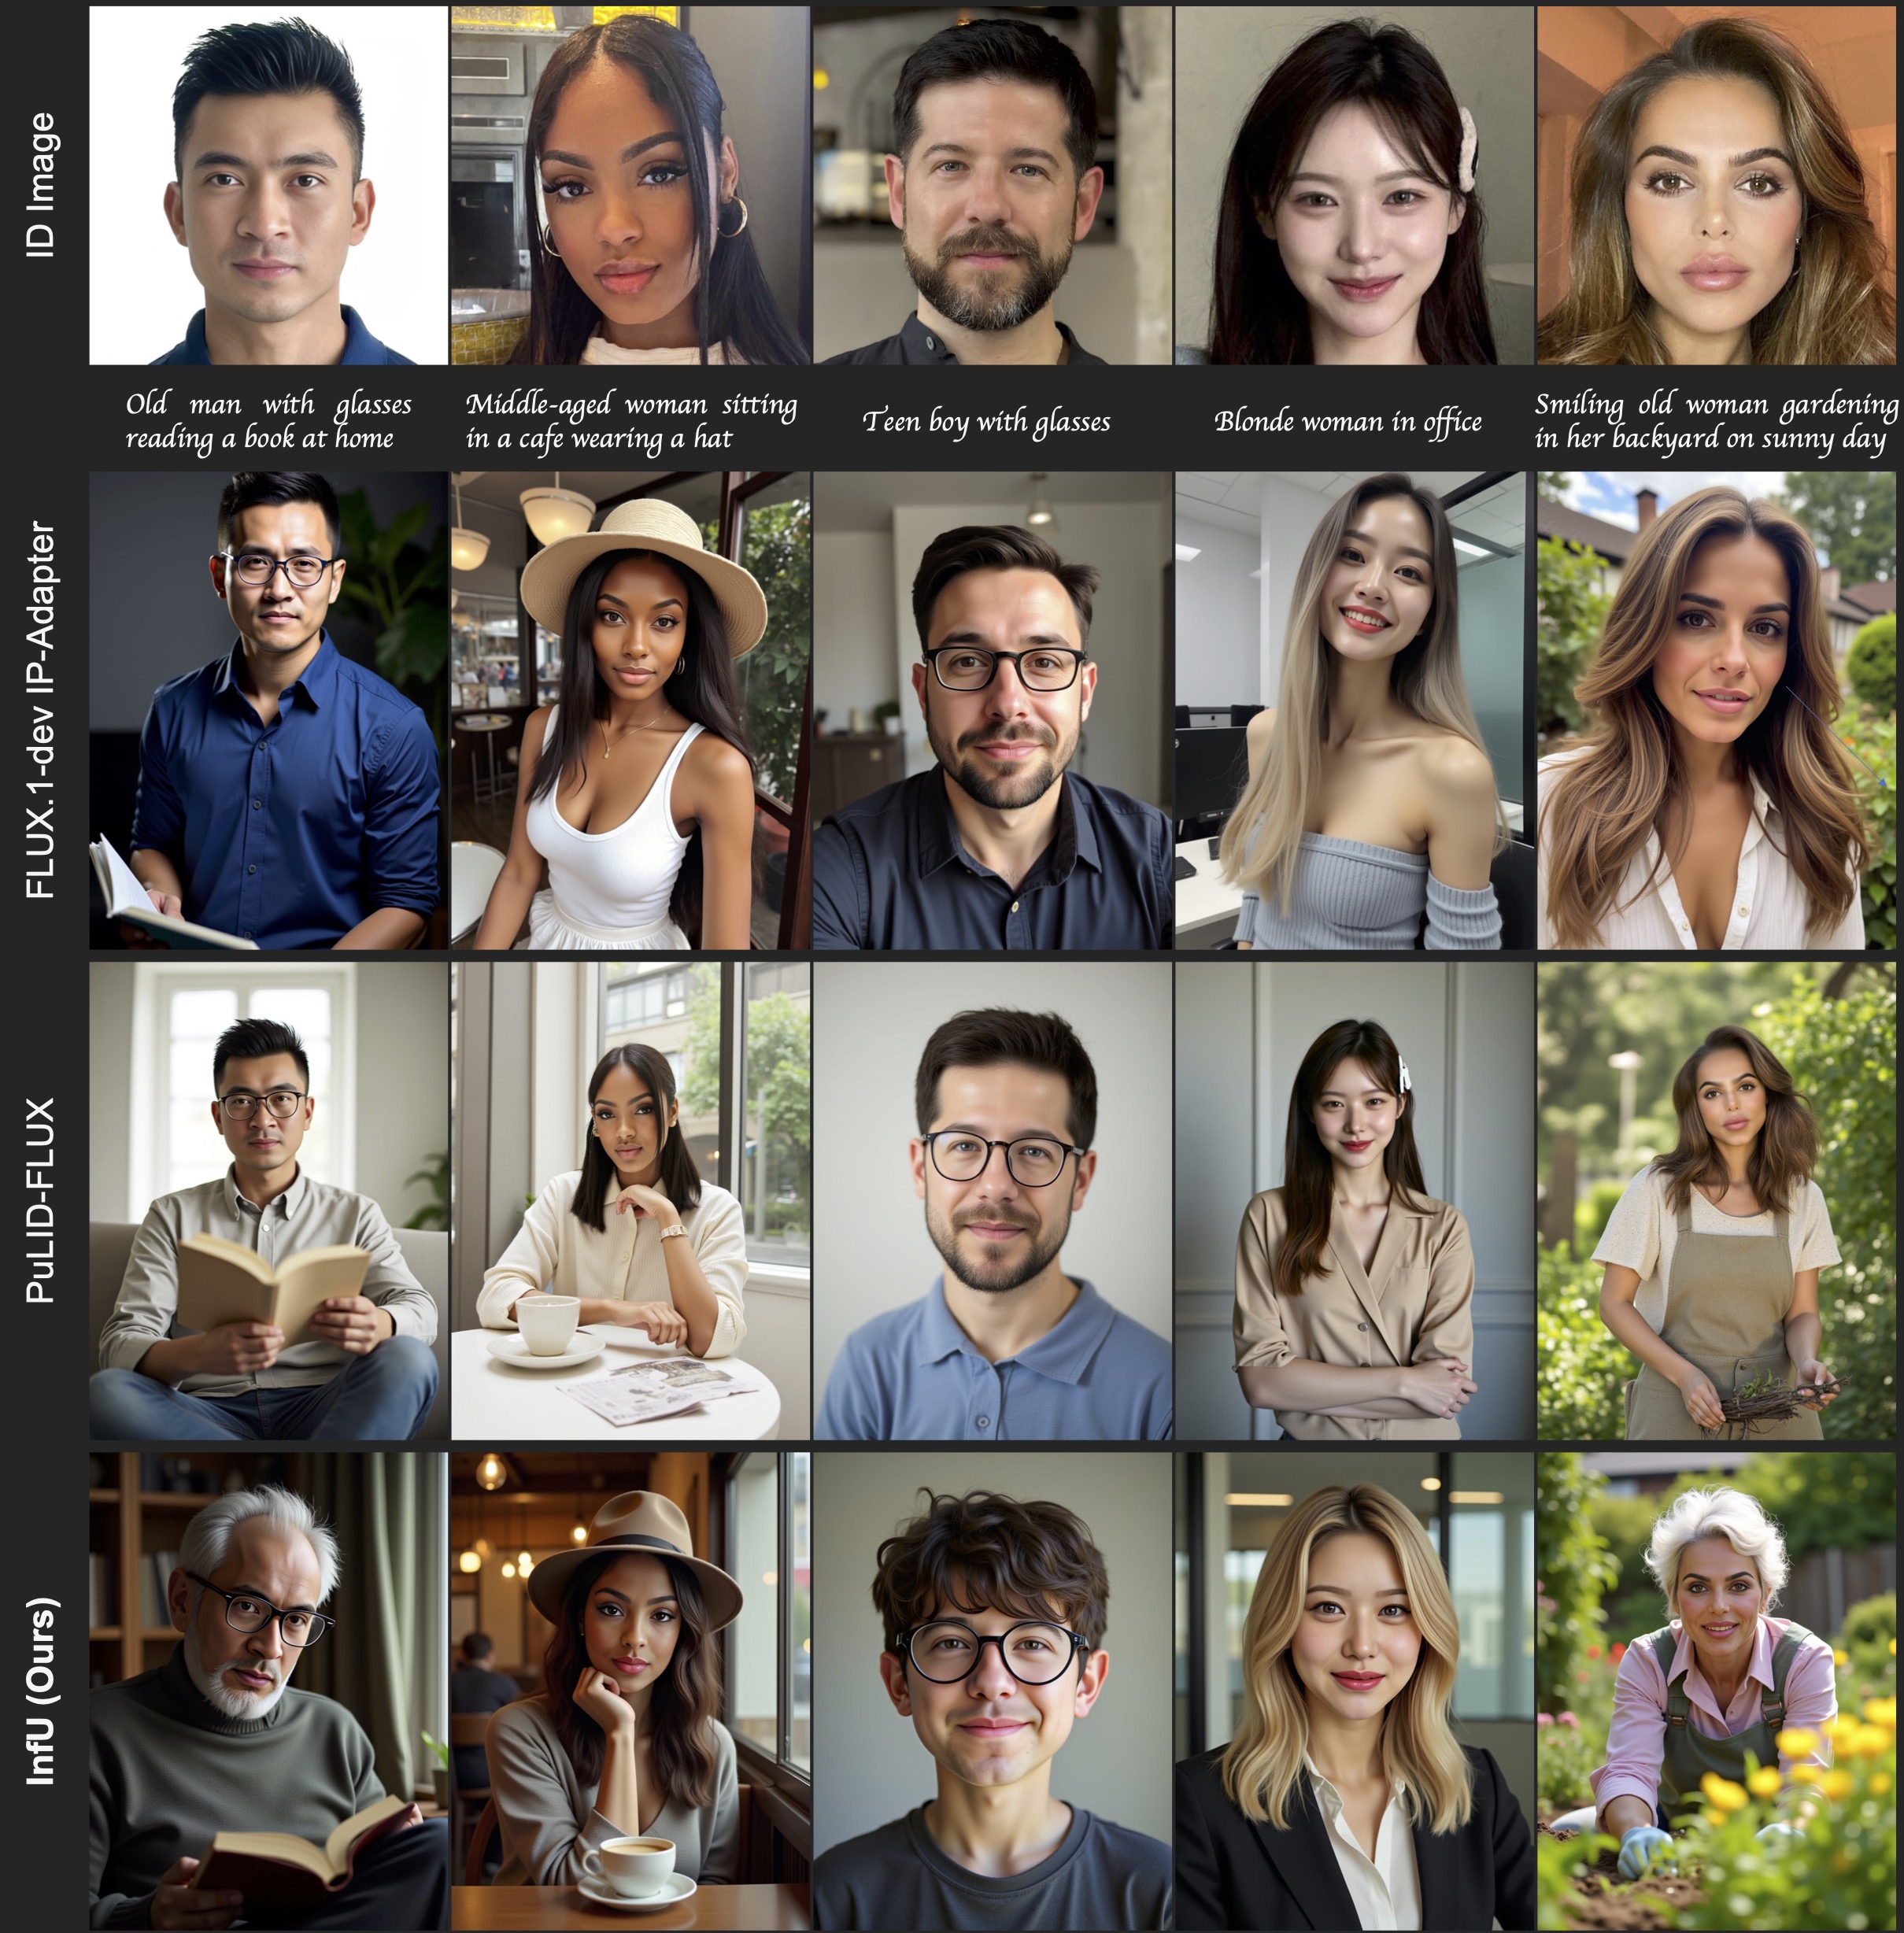 ID Image
Old man with glasses
reading a book at home
Middle-aged woman sitting
in a cafe wearing a hat
Teen boy with glasses
Blonde woman in office
Smiling old woman gardening
in her backyard on sunny day
FLUX.1-dev IP-Adapter
PuLID-FLUX
InfU (Ours)